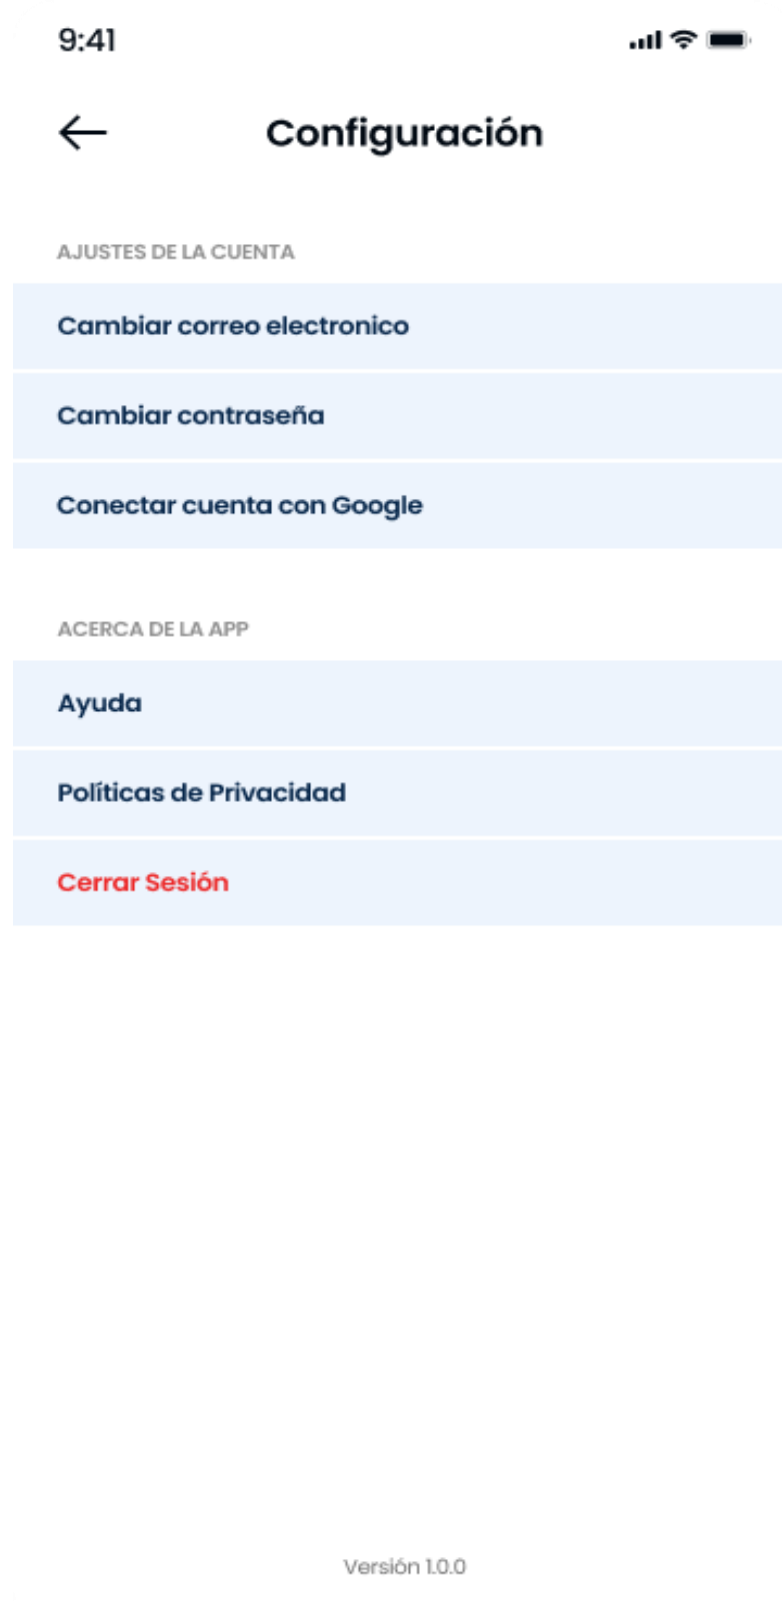 9:41
Configuración
AJUSTES DE LA CUENTA
Cambiar correo electronico
Cambiar contraseña
Conectar cuenta con Google
ACERCA DE LA APP
Ayuda
Políticas de Privacidad
Cerrar Sesión
Versión 1.0.0